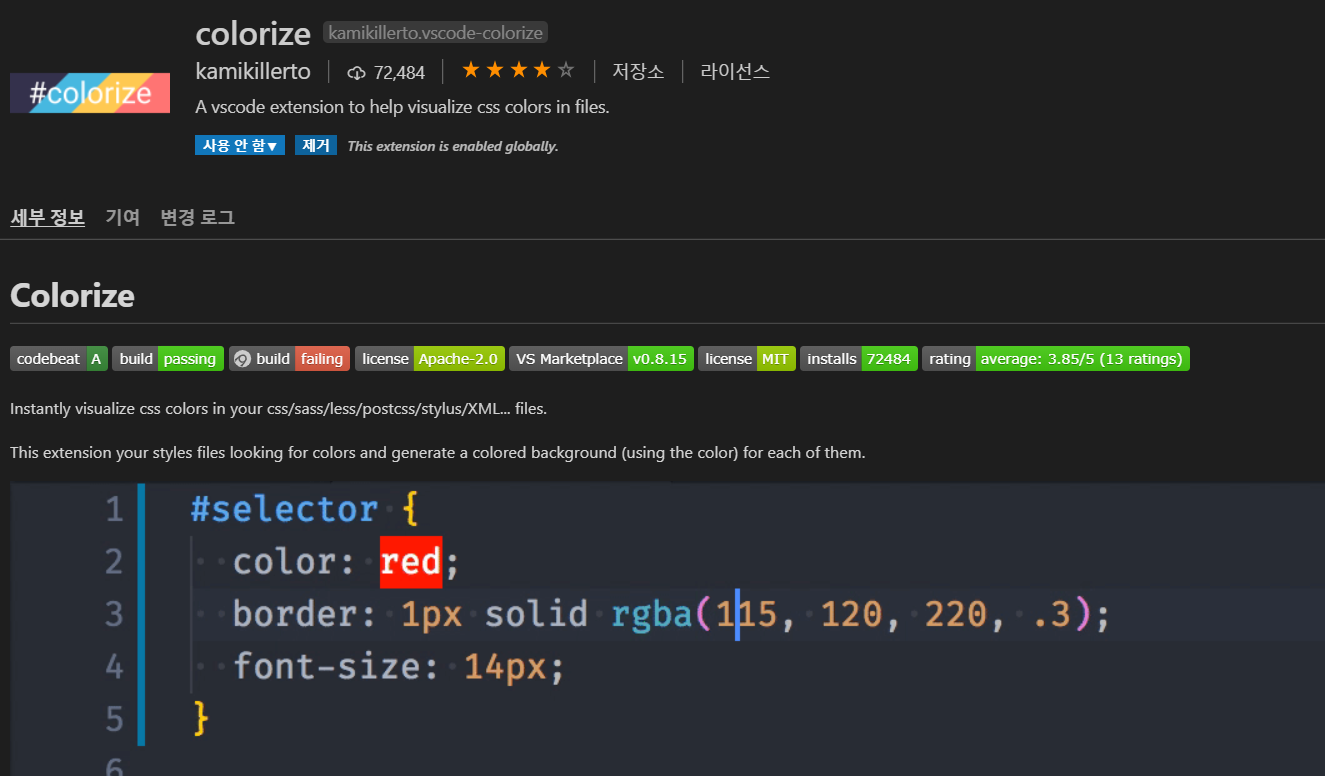 #colorize
colorize kamikillerto.vscode-colorize
kamikillerto 72,484 ★★★★☆ 저장소 라이선스
A vscode extension to help visualize css colors in files.
사용 안 함▼ 제거 This extension is enabled globally.
세부 정보 기여 변경 로그
Colorize
codebeat A build passing build failing license Apache-2.0 VS Marketplace v0.8.15 license MIT installs 72484 rating average: 3.85/5 (13 ratings)
Instantly visualize css colors in your css/sass/less/postcss/stylus/XML... files.
This extension your styles files looking for colors and generate a colored background (using the color) for each of them.
1 #selector {
2 color: red;
3 border: 1px solid rgba(115, 120, 220, .3);
4 font-size: 14px;
5 }
6